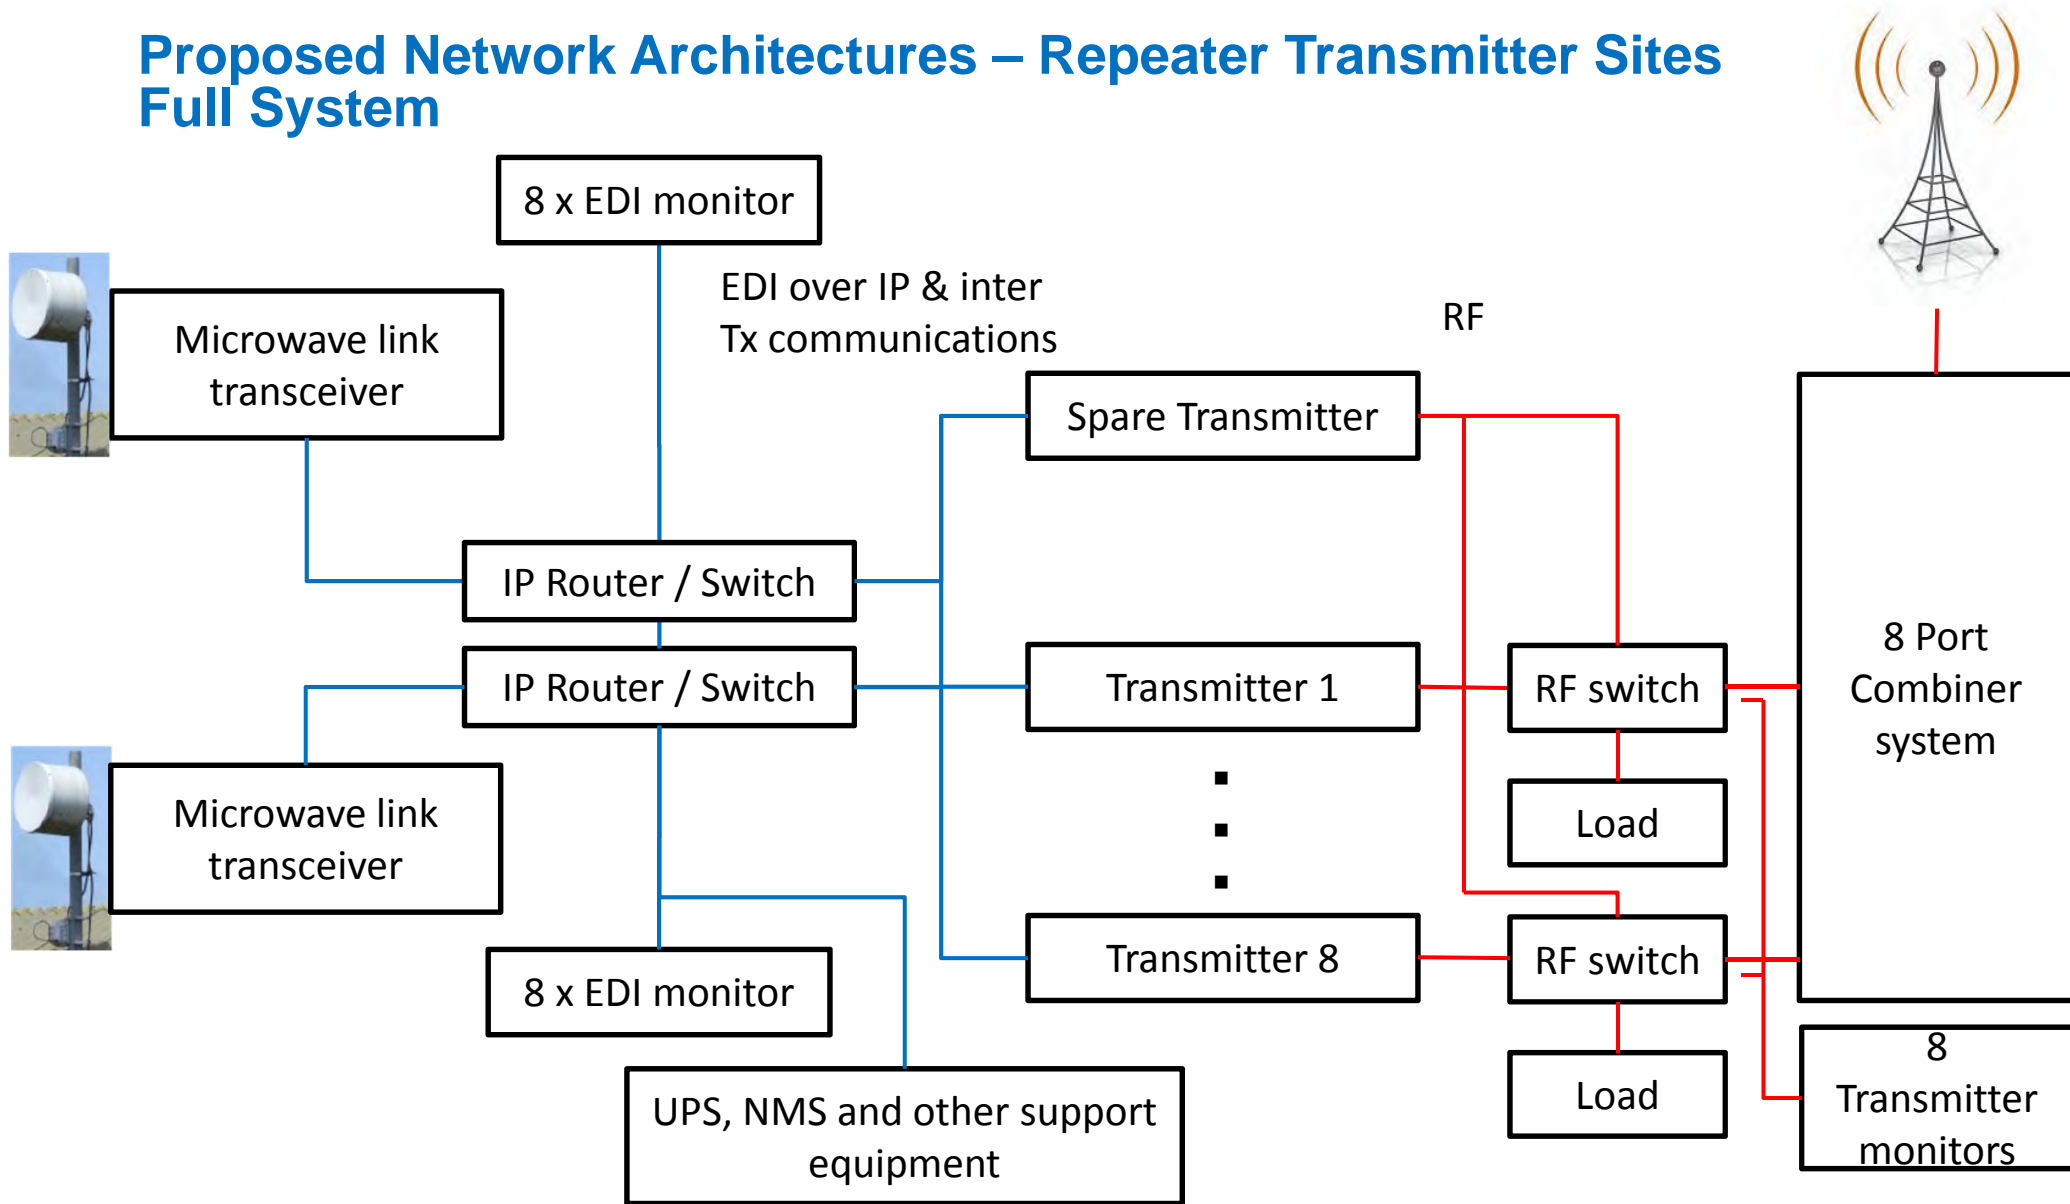 Proposed Network Architectures – Repeater Transmitter Sites
Full System
8 x EDI monitor
EDI over IP & inter
Tx communications
RF
Microwave link
transceiver
Spare Transmitter
IP Router / Switch
IP Router / Switch
Transmitter 1
RF switch
8 Port
Combiner
system
Load
Microwave link
transceiver
Transmitter 8
RF switch
8 x EDI monitor
Load
8
Transmitter
monitors
UPS, NMS and other support
equipment